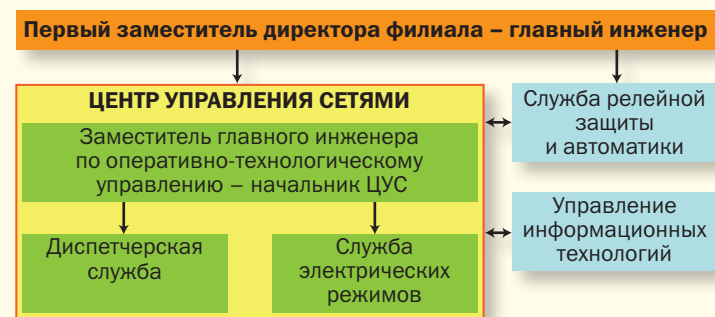 Первый заместитель директора филиала – главный инженер
ЦЕНТР УПРАВЛЕНИЯ СЕТЯМИ
Заместитель главного инженера
по оперативно-технологическому
управлению – начальник ЦУС
Диспетчерская
служба
Служба
электрических
режимов
Служба релейной
защиты
и автоматики
Управление
информационных
технологий